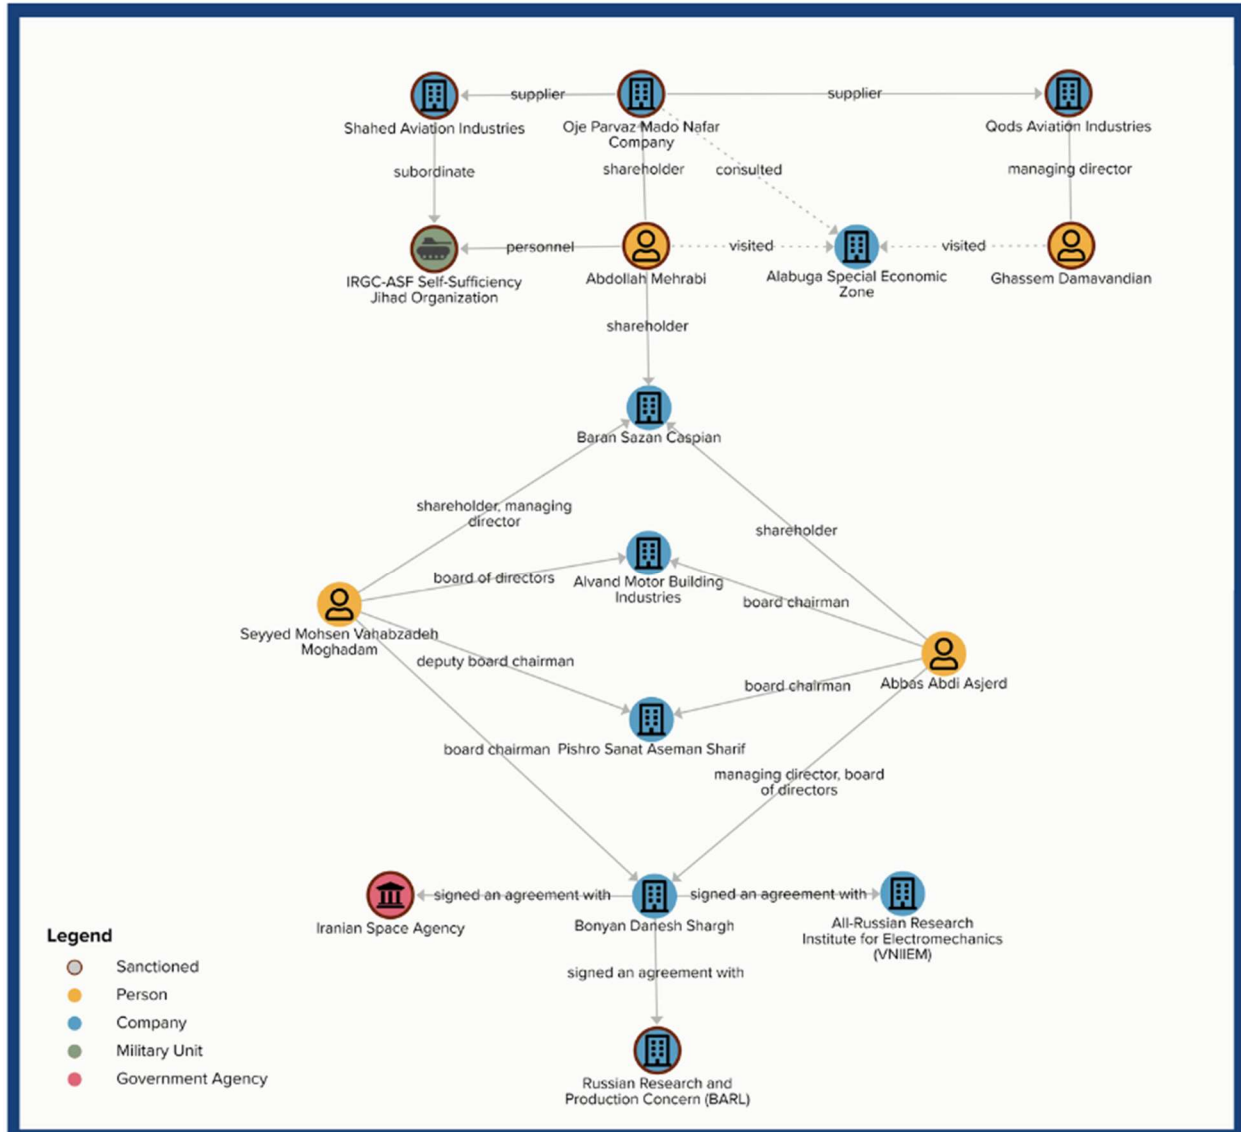 supplier
supplier
Shahed Aviation Industries
Oje Parvaz Mado Nafar
Company
Qods Aviation Industries
subordinate
shareholder
consulted
managing director
personnel
visited
visited
IRGC-ASF Self-Sufficiency
Jihad Organization
Abdollah Mehrabi
Alabuga Special Economic
Zone
Ghassem Damavandian
shareholder
Baran Sazan Caspian
shareholder, managing
director
shareholder
board of directors
Alvand Motor Building
Industries
board chairman
Seyyed Mohsen Vahabzadeh
Moghadam
deputy board chairman
board chairman
Abbas Abdi Asjerd
board chairman
Pishro Sanat Aseman Sharif
managing director, board
of directors
signed an agreement with
signed an agreement with
Iranian Space Agency
Bonyan Danesh Shargh
All-Russian Research
Institute for Electromechanics
(VNIIEM)
signed an agreement with
Russian Research and
Production Concern (BARL)
Legend
Sanctioned
Person
Company
Military Unit
Government Agency